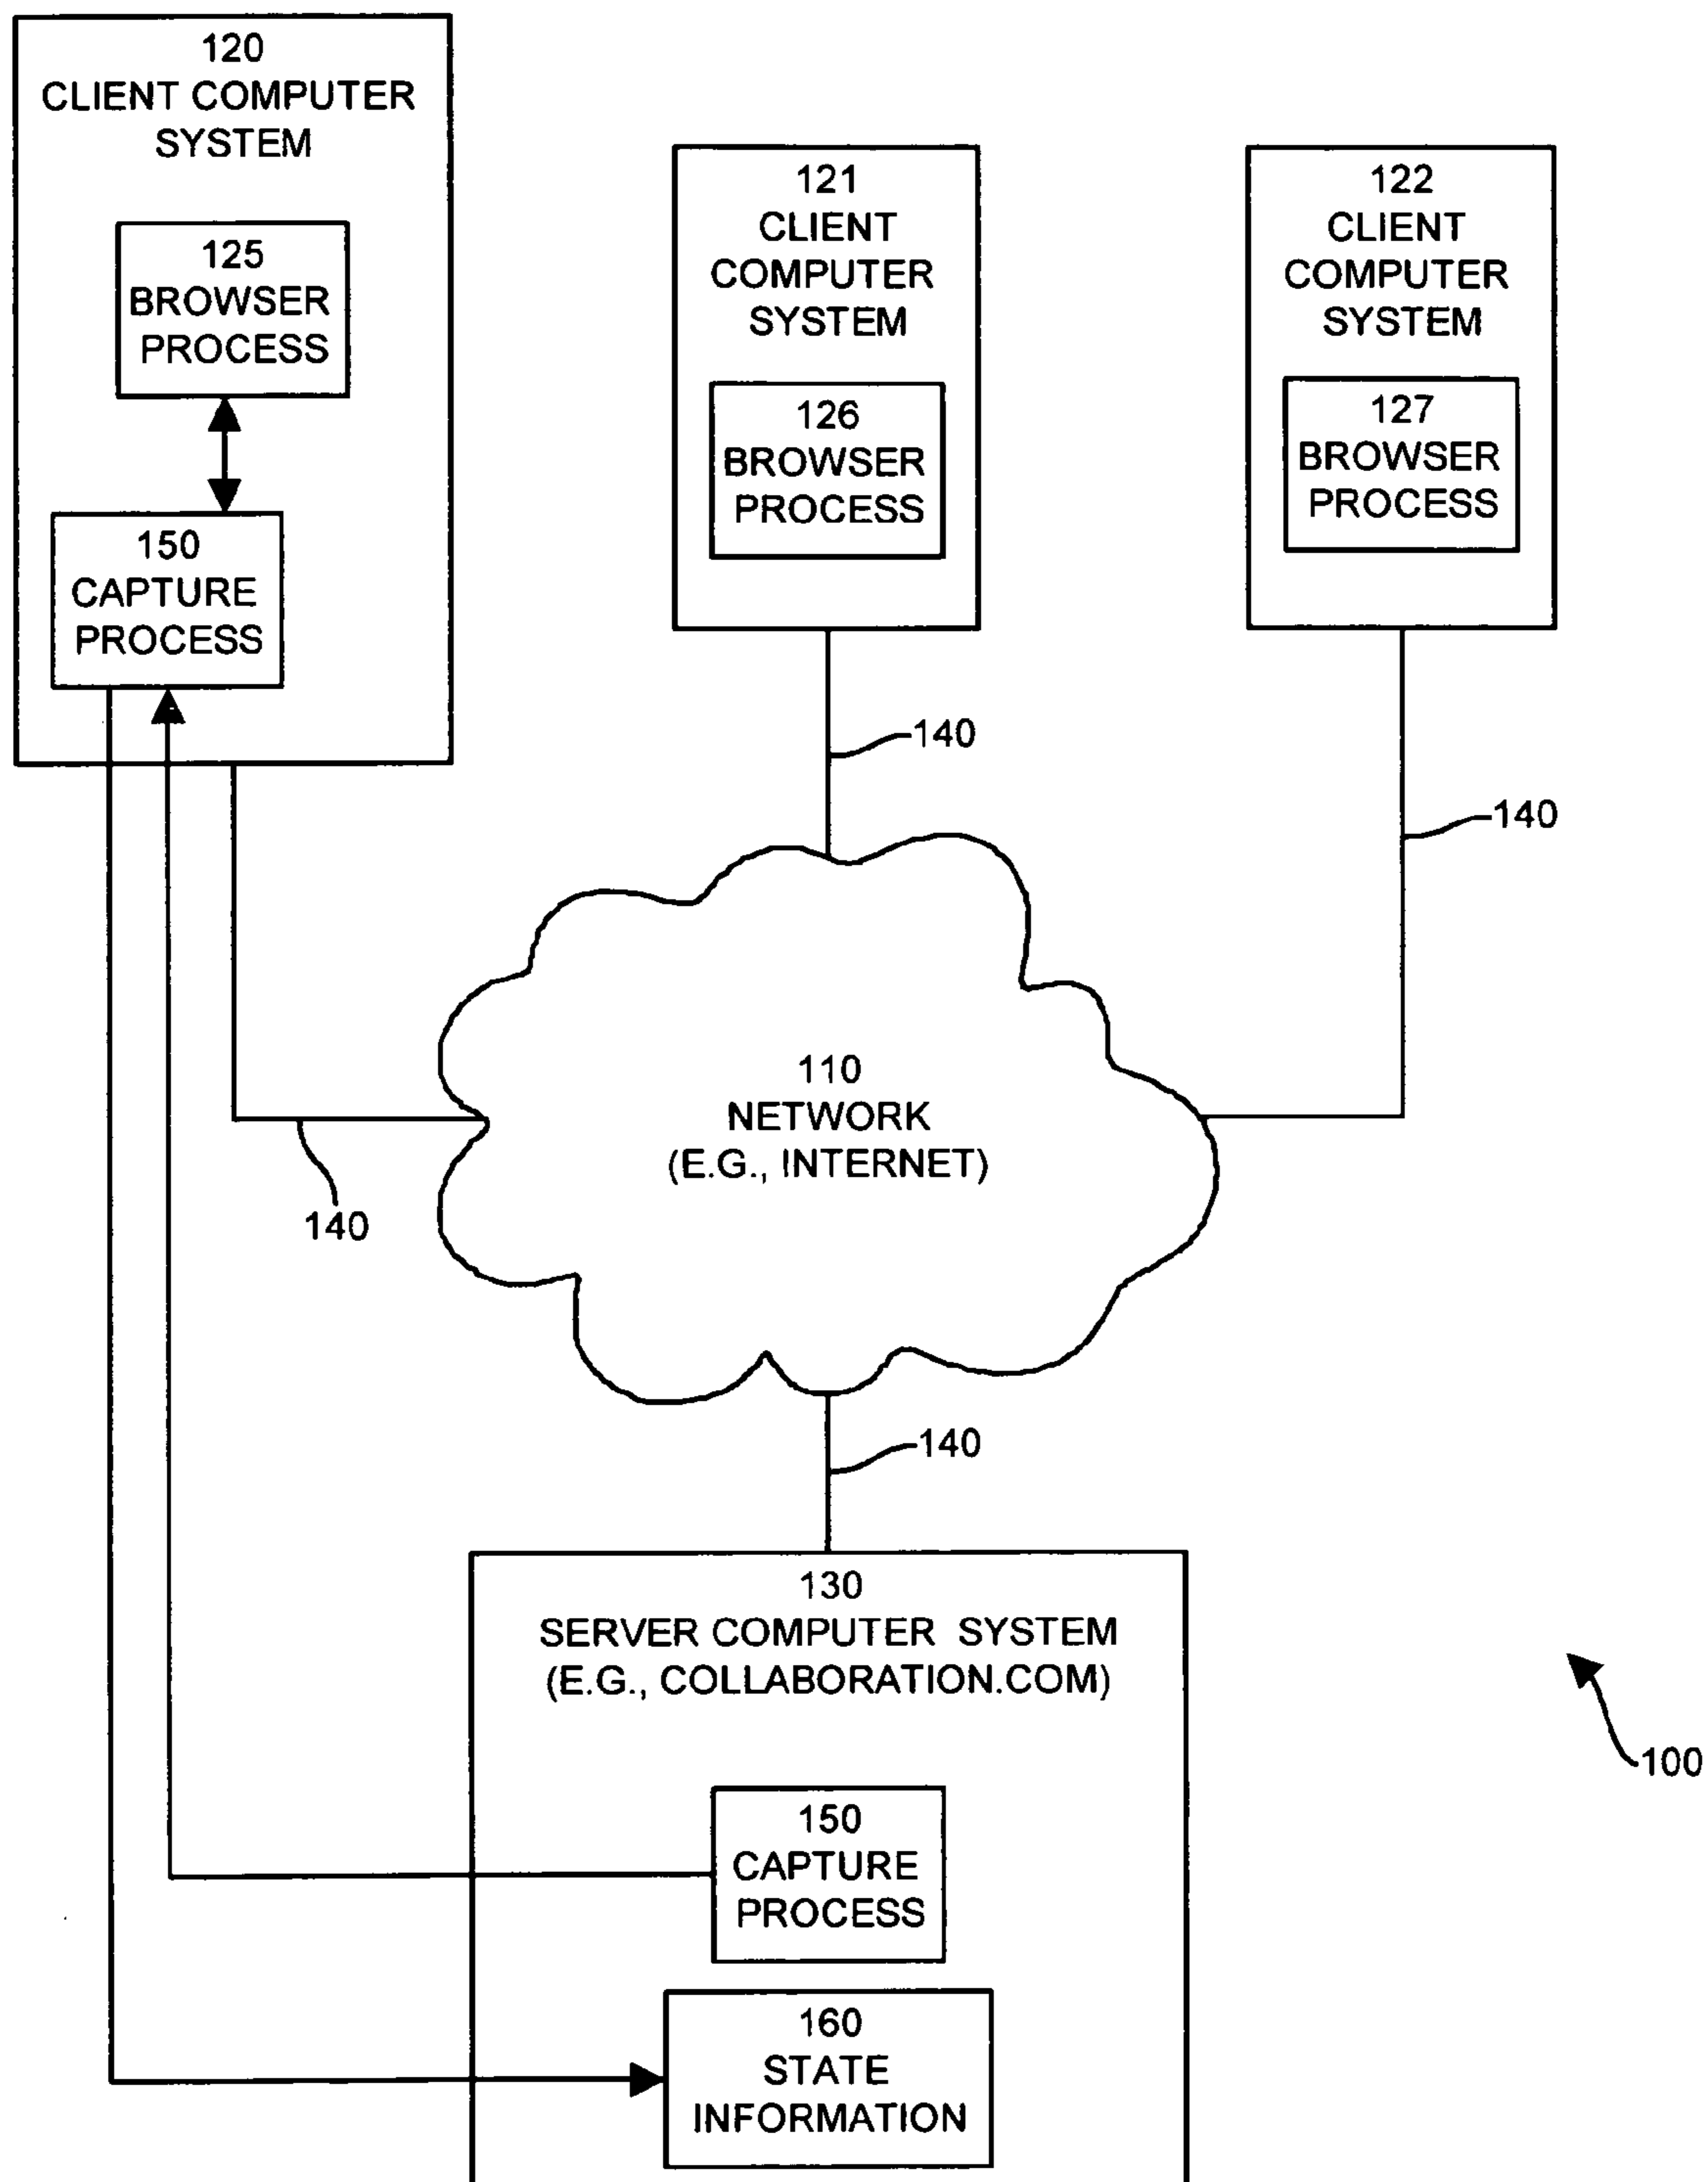 120
CLIENT COMPUTER
SYSTEM
125
BROWSER
PROCESS
150
CAPTURE
PROCESS
121
CLIENT
COMPUTER
SYSTEM
126
BROWSER
PROCESS
122
CLIENT
COMPUTER
SYSTEM
127
BROWSER
PROCESS
140
140
110
NETWORK
(E.G., INTERNET)
140
140
130
SERVER COMPUTER SYSTEM
(E.G., COLLABORATION.COM)
100
150
CAPTURE
PROCESS
160
STATE
INFORMATION